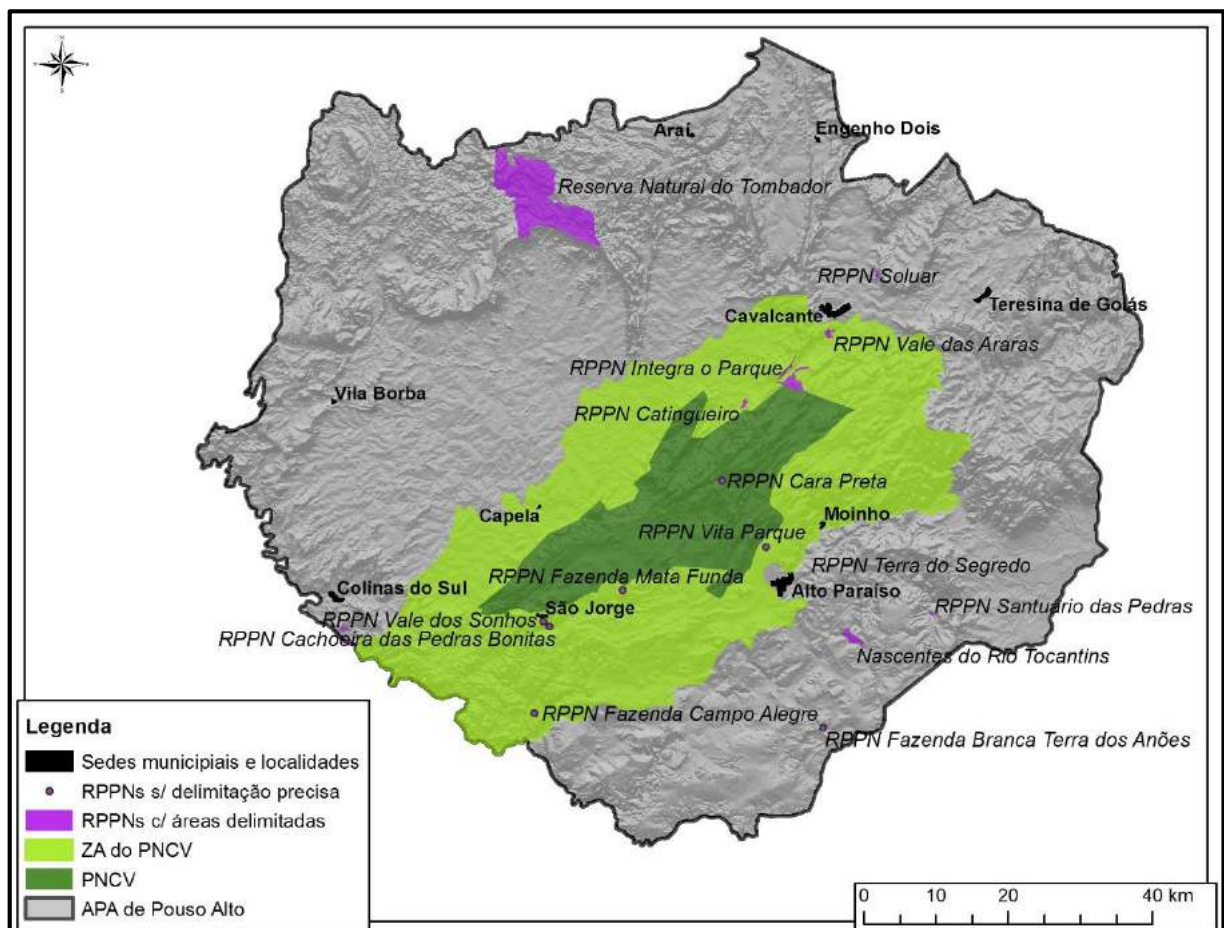 Araí
Engenho Dois
Reserva Natural do Tombador
RPPN Soluar
Teresina de Goiás
Cavalcante
RPPN Vale das Araras
RPPN Integra o Parque
Vila Borba
RPPN Catingueiro
RPPN Cara Preta
Capela
Moinho
RPPN Vita Parque
RPPN Terra do Segredo
RPPN Fazenda Mata Funda
Colinas do Sul
Alto Paraíso
São Jorge
RPPN Santuário das Pedras
RPPN Vale dos Sonhos
RPPN Cachoeira das Pedras Bonitas
Nascentes do Rio Tocantins
RPPN Fazenda Campo Alegre
RPPN Fazenda Branca Terra dos Anões
Legenda
Sedes municipiais e localidades
RPPNs s/ delimitação precisa
RPPNs c/ áreas delimitadas
ZA do PNCV
PNCV
APA de Pouso Alto
0 10 20 40 km